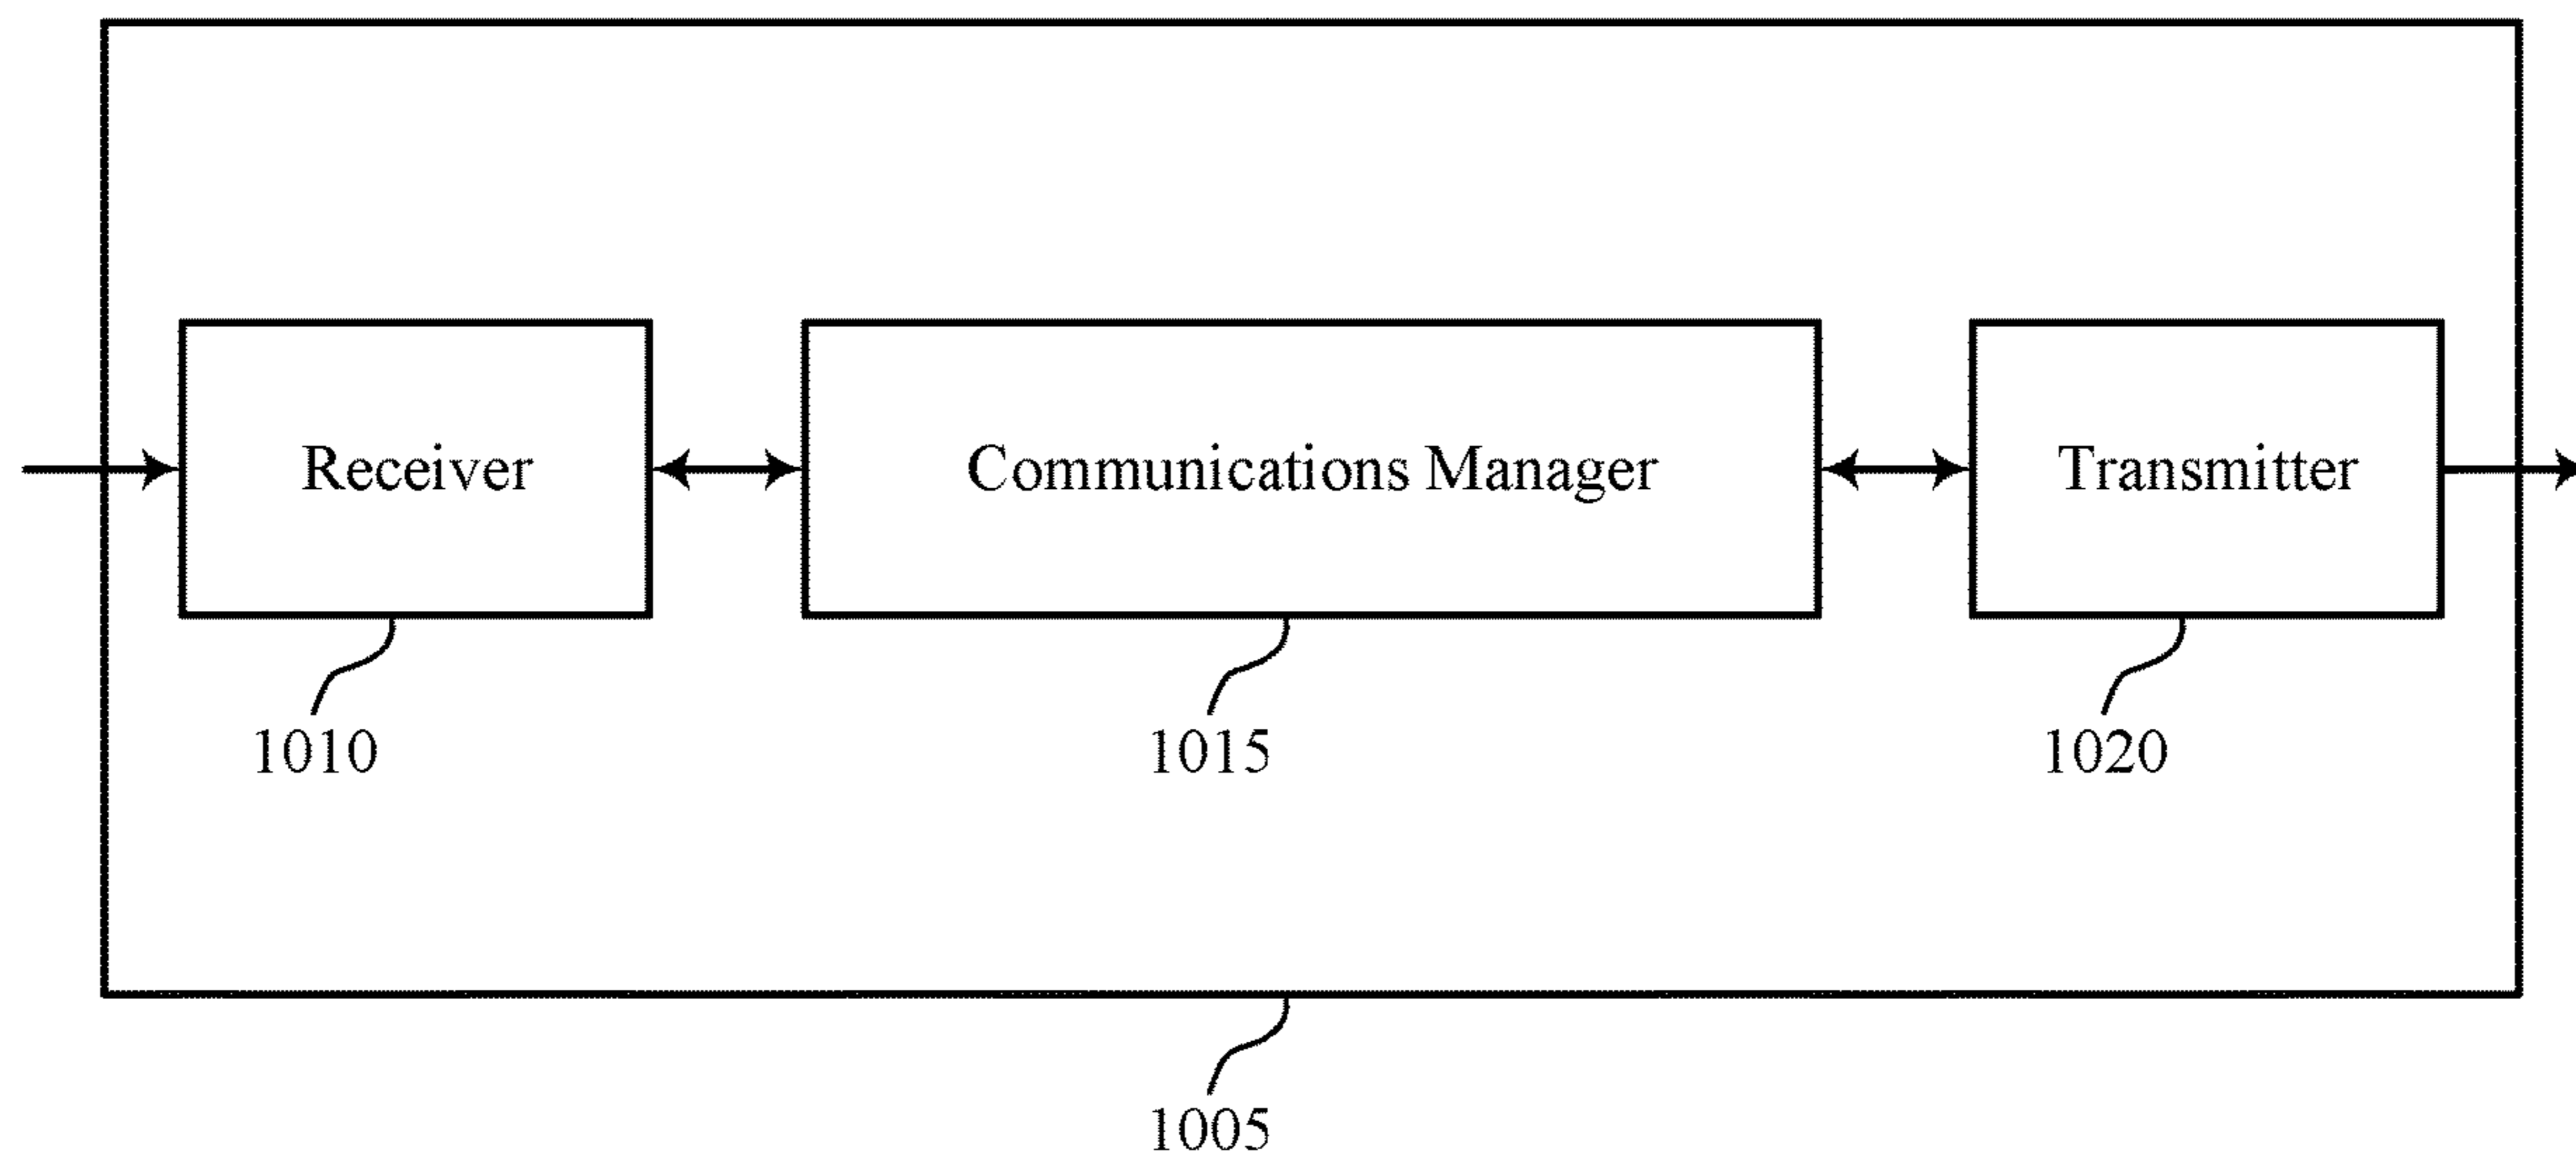 Receiver
Communications Manager
Transmitter
1010
1015
1020
1005